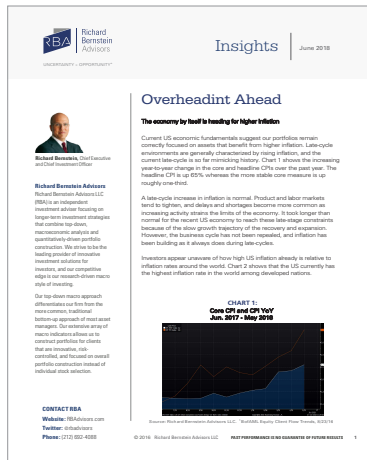 RBA
Richard
Bernstein
Advisors
UNCERTAINTY = OPPORTUNITY®
Insights
June 2018
Richard Bernstein, Chief Executive
and Chief Investment Officer
Richard Bernstein Advisors
Richard Bernstein Advisors LLC
(RBA) is an independent
investment adviser focusing on
longer-term investment strategies
that combine top-down,
macroeconomic analysis and
quantitatively-driven portfolio
construction. We strive to be the
leading provider of innovative
investment solutions for
investors, and our competitive
edge is our research-driven macro
style of investing.
Our top-down macro approach
differentiates our firm from the
more common, traditional
bottom-up approach of most asset
managers. Our extensive array of
macro indicators allows us to
construct portfolios for clients
that are innovative, risk-
controlled, and focused on overall
portfolio construction instead of
individual stock selection.
CONTACT RBA
Website: RBAdvisors.com
Twitter: @rbadvisors
Phone: (212) 692-4088
Overheadint Ahead
The economy by itself is heading for higher inflation
Current US economic fundamentals suggest our portfolios remain
correctly focused on assets that benefit from higher inflation. Late-cycle
environments are generally characterized by rising inflation, and the
current late-cycle is so far mimicking history. Chart 1 shows the increasing
year-to-year change in the core and headline CPIs over the past year. The
headline CPI is up 65% whereas the more stable core measure is up
roughly one-third.
A late-cycle increase in inflation is normal. Product and labor markets
tend to tighten, and delays and shortages become more common as
increasing activity strains the limits of the economy. It took longer than
normal for the recent US economy to reach these late-stage constraints
because of the slow growth trajectory of the recovery and expansion.
However, the business cycle has not been repealed, and inflation has
been building as it always does during late-cycles.
Investors appear unaware of how high US inflation already is relative to
inflation rates around the world. Chart 2 shows that the US currently has
the highest inflation rate in the world among developed nations.
CHART 1:
Core CPI and CPI YoY
Jun. 2017 - May 2018
Source: Richard and Bernstein Advisors LLC. *BofAML Equity Client Flow Trends, 5/22/18
© 2018 Richard Bernstein Advisors LLC PAST PERFORMANCE IS NO GUARANTEE OF FUTURE RESULTS 1